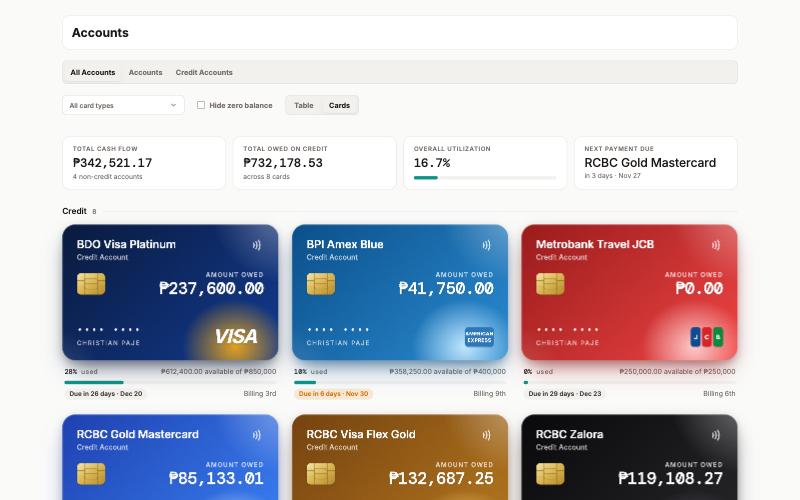 Accounts
All Accounts Accounts Credit Accounts
All card types Hide zero balance Table Cards
TOTAL CASH FLOW
₱342,521.17
4 non-credit accounts
TOTAL OWED ON CREDIT
₱732,178.53
across 8 cards
OVERALL UTILIZATION
16.7%
NEXT PAYMENT DUE
RCBC Gold Mastercard
in 3 days · Nov 27
Credit 8
BDO Visa Platinum
Credit Account
AMOUNT OWED
₱237,600.00
•••• ••••
CHRISTIAN PAJE
VISA
28% used ₱612,400.00 available of ₱850,000
Due in 26 days · Dec 20 Billing 3rd
BPI Amex Blue
Credit Account
AMOUNT OWED
₱41,750.00
•••• ••••
CHRISTIAN PAJE
AMERICAN
EXPRESS
10% used ₱358,250.00 available of ₱400,000
Due in 6 days · Nov 30 Billing 9th
Metrobank Travel JCB
Credit Account
AMOUNT OWED
₱0.00
•••• ••••
CHRISTIAN PAJE
J C B
0% used ₱250,000.00 available of ₱250,000
Due in 29 days · Dec 23 Billing 6th
RCBC Gold Mastercard
Credit Account
AMOUNT OWED
₱85,133.01
RCBC Visa Flex Gold
Credit Account
AMOUNT OWED
₱132,687.25
RCBC Zalora
Credit Account
AMOUNT OWED
₱119,108.27